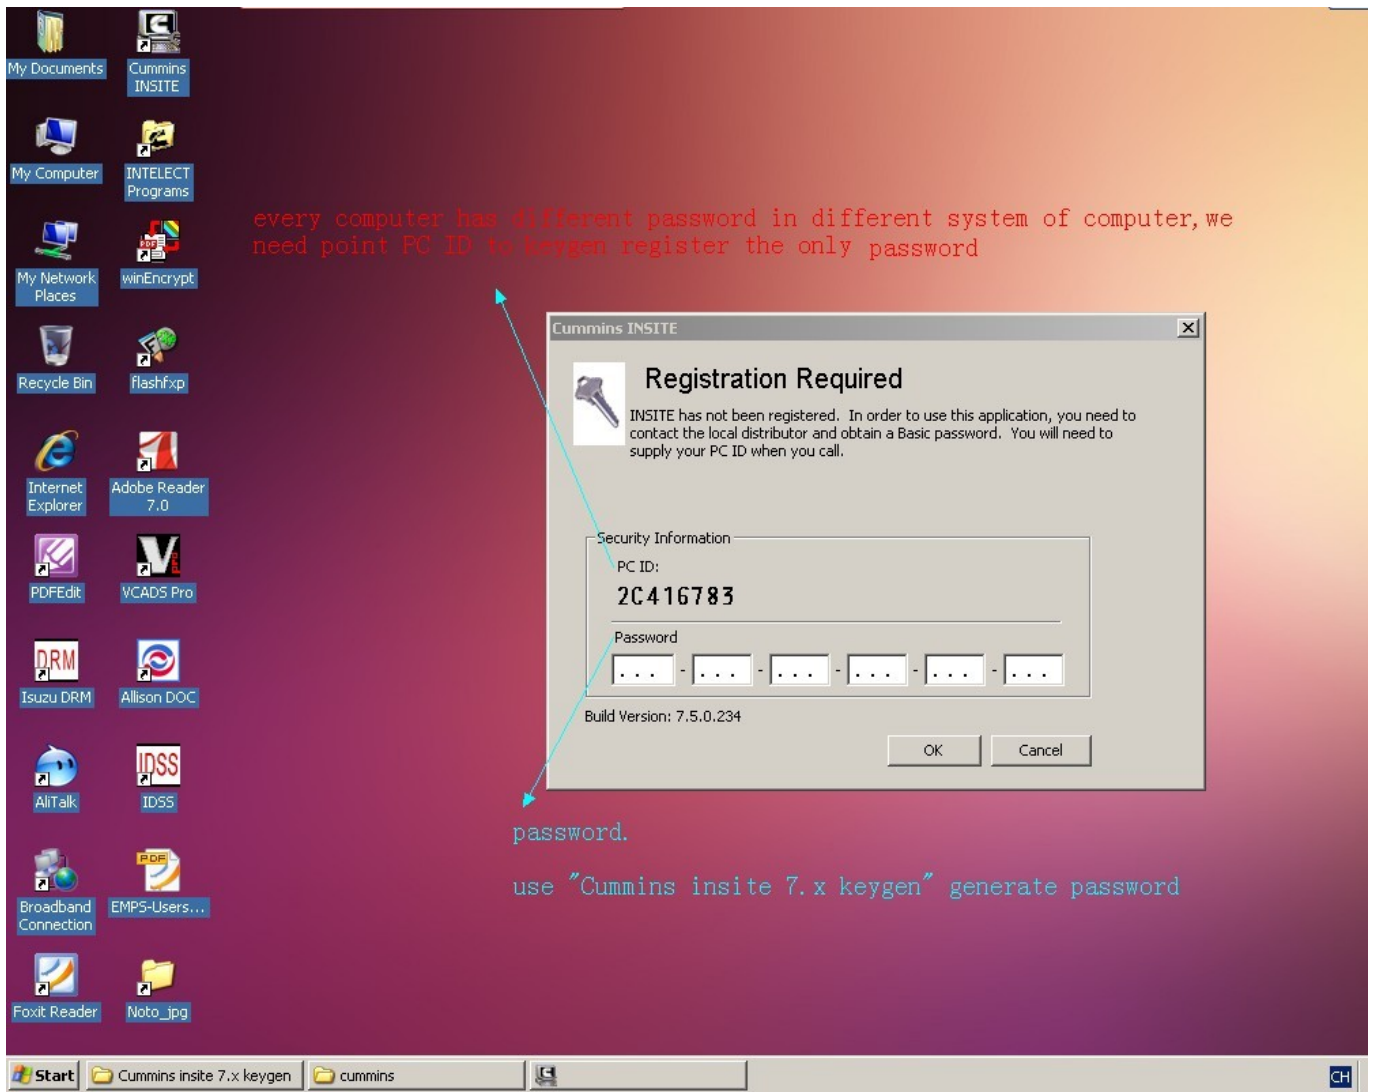 My Documents
Cummins
INSITE
My Computer
INTELECT
Programs
every computer has different password in different system of computer,we
need point PC ID to keygen register the only password
My Network
Places
winEncrypt
Cummins INSITE
Registration Required
INSITE has not been registered. In order to use this application, you need to
contact the local distributor and obtain a Basic password. You will need to
supply your PC ID when you call.
Recycle Bin
flashfxp
Internet
Explorer
Adobe Reader
7.0
Security Information
PC ID:
2C416783
Password
... - ... - ... - ... - ... - ...
Build Version: 7.5.0.234
OK
Cancel
PDFEdit
VCADS Pro
DRM
Isuzu DRM
Allison DOC
AliTalk
IDSS
IDSS
password.
use "Cummins insite 7.x keygen" generate password
Broadband
Connection
PDF
EMPS-Users...
Foxit Reader
Noto_jpg
Start
Cummins insite 7.x keygen
cummins
CH